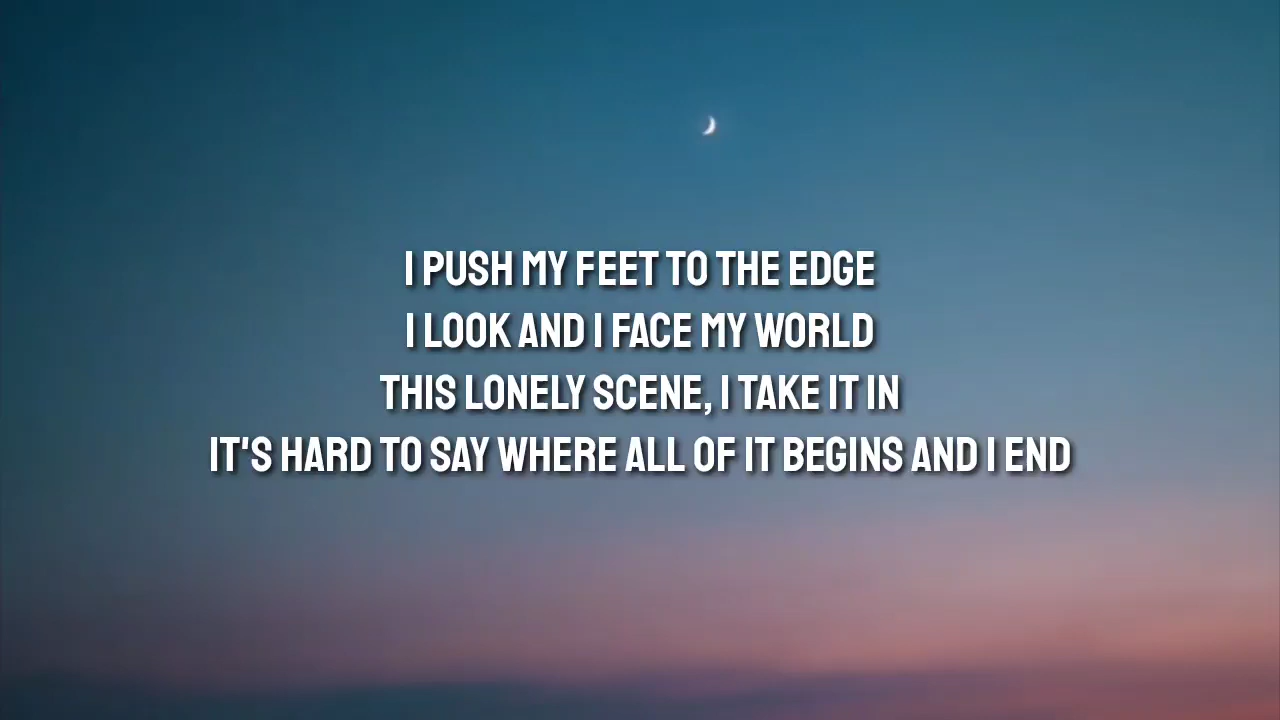 I PUSH MY FEET TO THE EDGE
I LOOK AND I FACE MY WORLD
THIS LONELY SCENE, I TAKE IT IN
IT'S HARD TO SAY WHERE ALL OF IT BEGINS AND I END